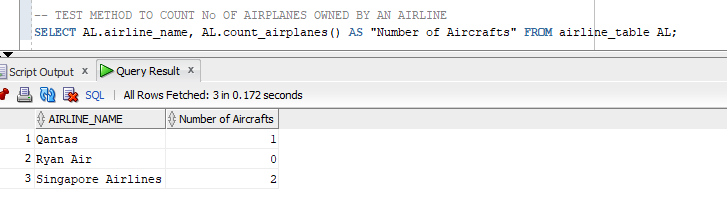 -- TEST METHOD TO COUNT No OF AIRPLANES OWNED BY AN AIRLINE
SELECT AL.airline_name, AL.count_airplanes() AS "Number of Aircrafts" FROM airline_table AL;
Script Output x Query Result x
SQL | All Rows Fetched: 3 in 0.172 seconds
AIRLINE_NAME Number of Aircrafts
1 Qantas 1
2 Ryan Air 0
3 Singapore Airlines 2